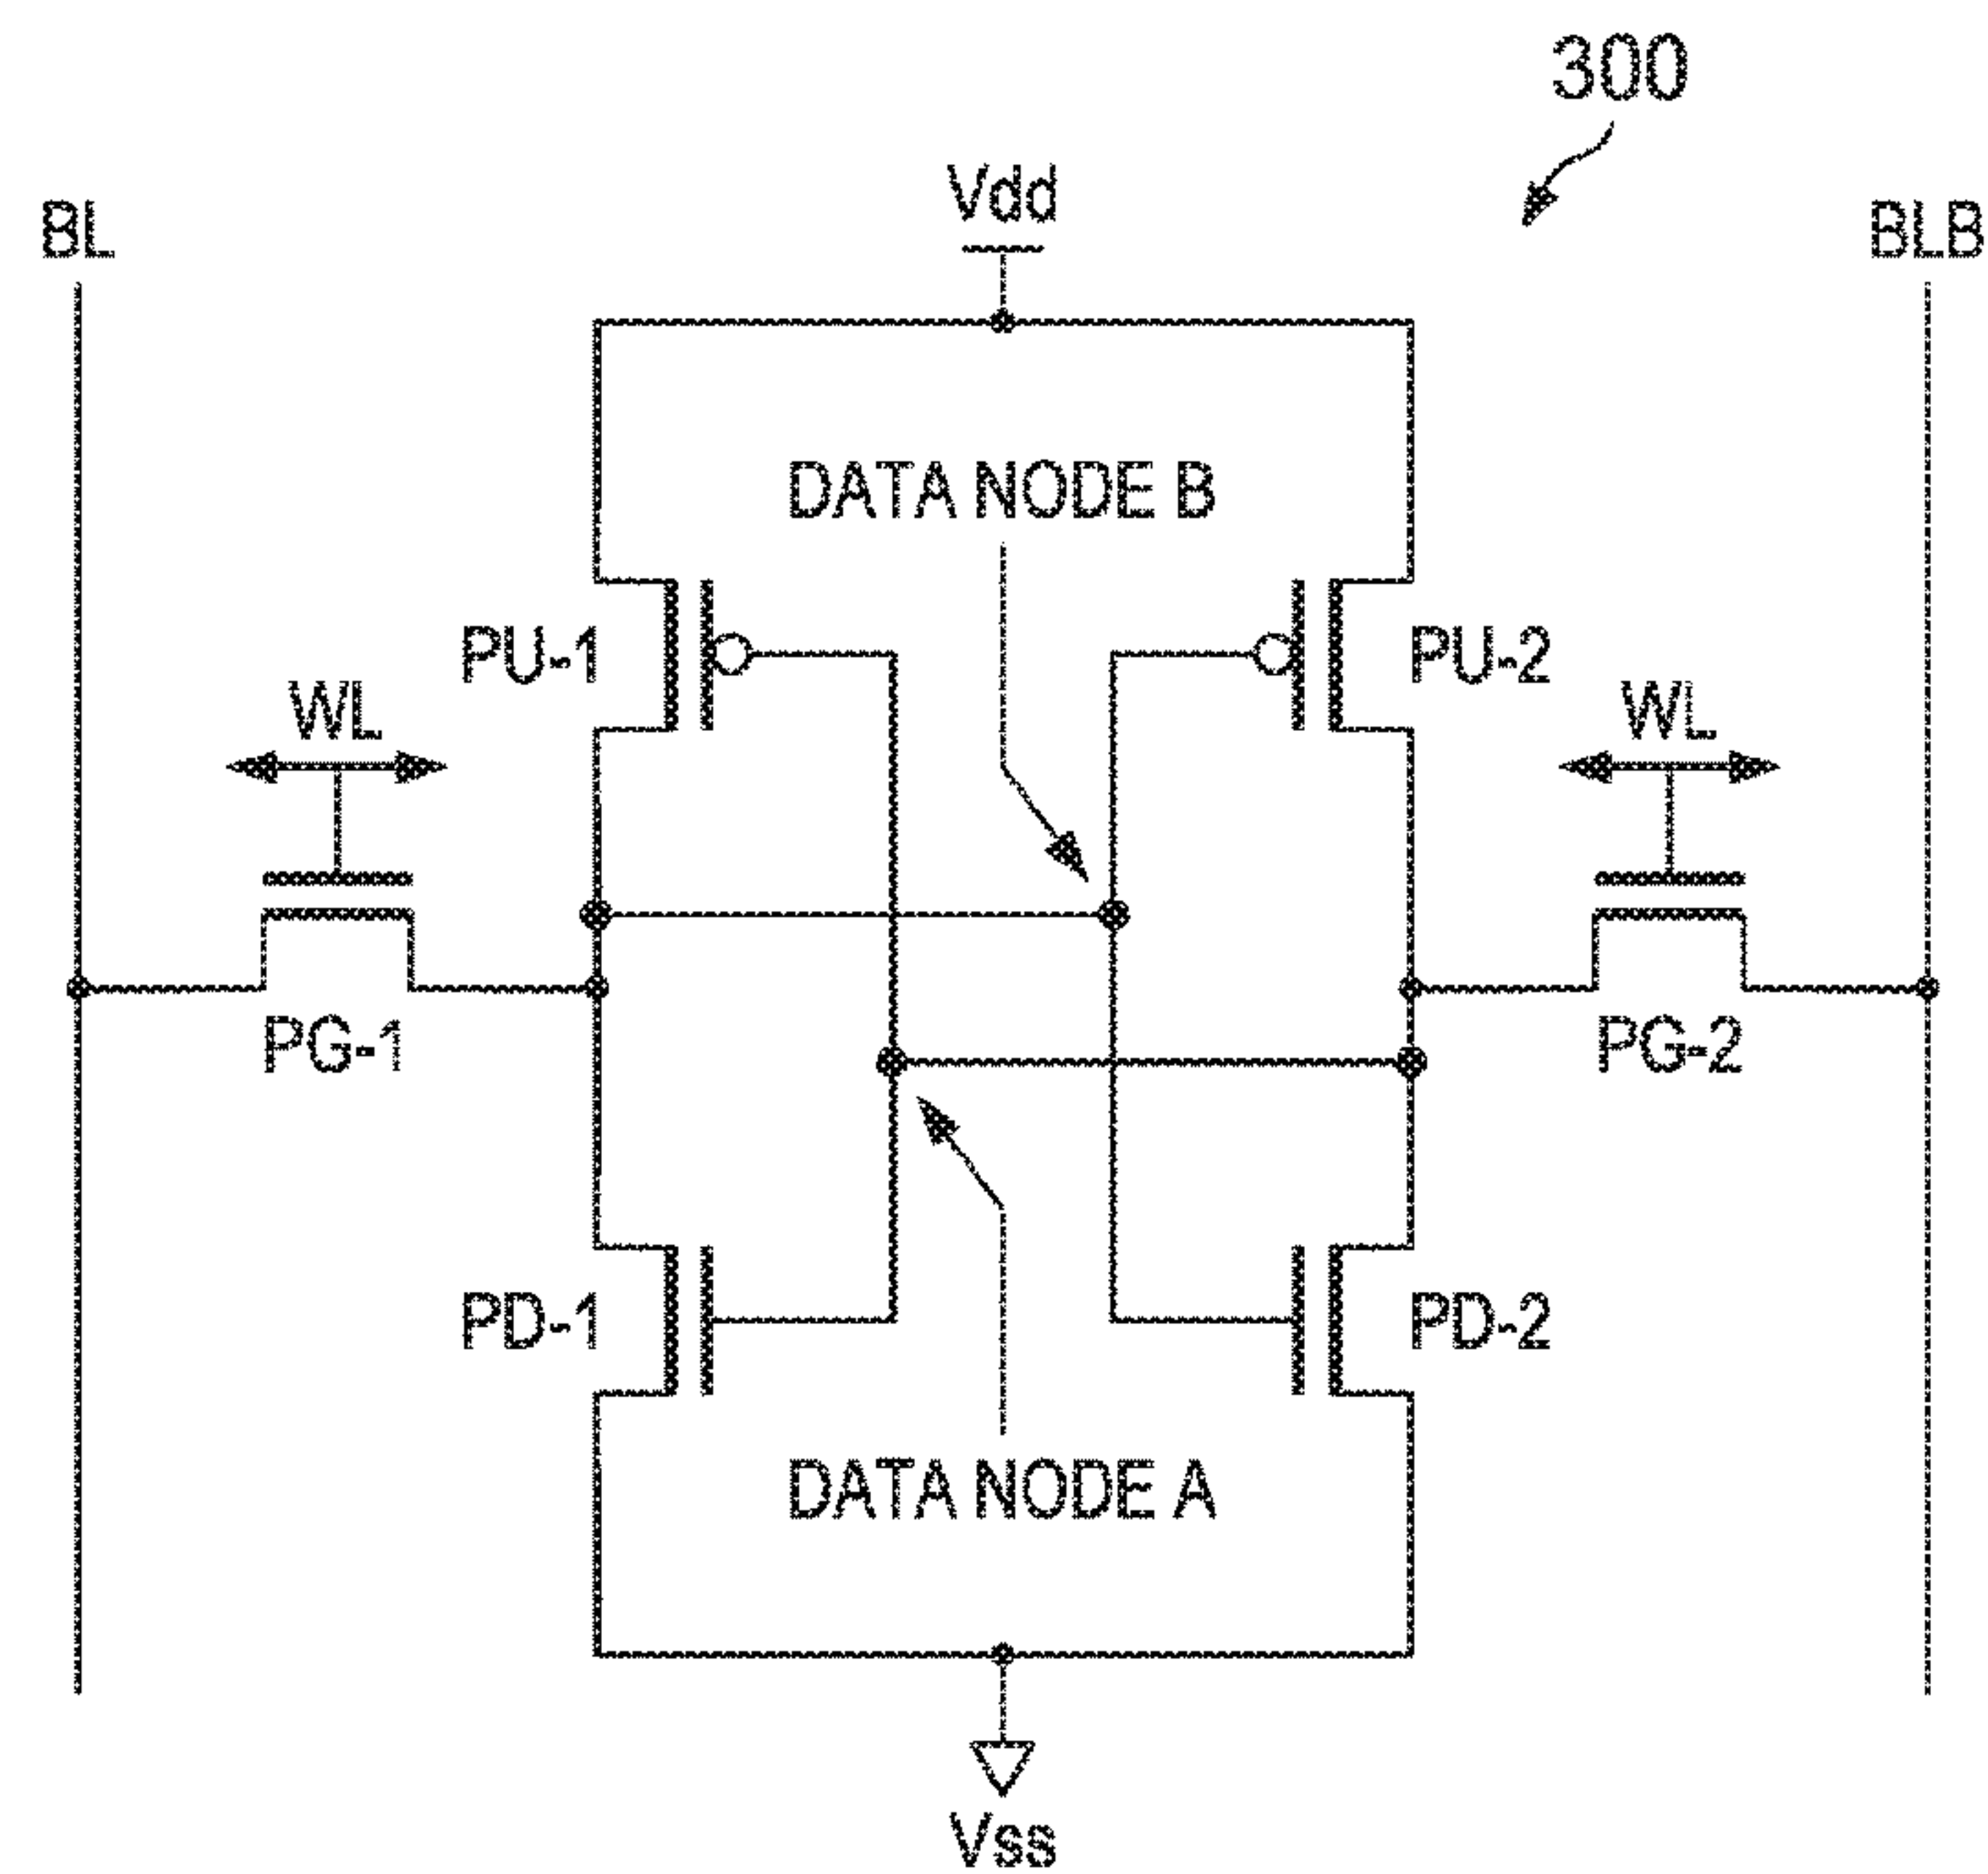 300
Vdd
BL
BLB
DATA NODE B
PU-1
PU-2
WL
WL
PG-1
PG-2
PD-1
PD-2
DATA NODE A
Vss